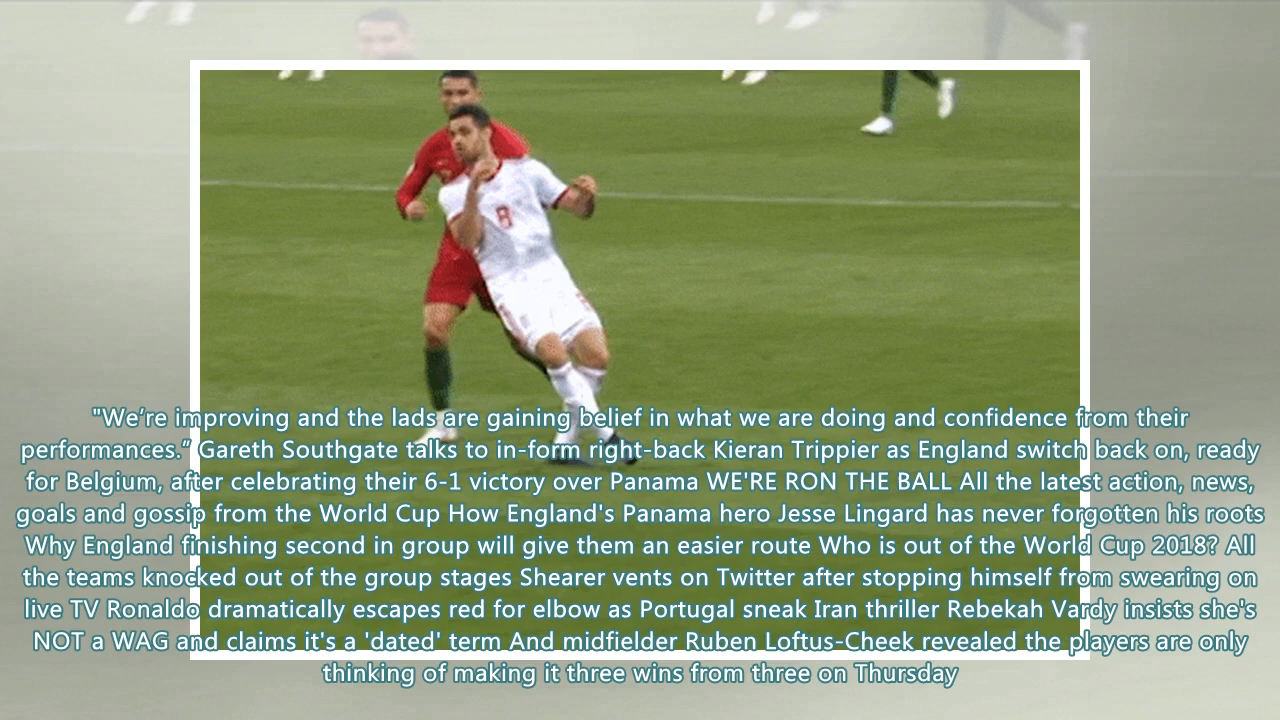 "We’re improving and the lads are gaining belief in what we are doing and confidence from their
performances.” Gareth Southgate talks to in-form right-back Kieran Trippier as England switch back on, ready
for Belgium, after celebrating their 6-1 victory over Panama WE'RE RON THE BALL All the latest action, news,
goals and gossip from the World Cup How England's Panama hero Jesse Lingard has never forgotten his roots
Why England finishing second in group will give them an easier route Who is out of the World Cup 2018? All
the teams knocked out of the group stages Shearer vents on Twitter after stopping himself from swearing on
live TV Ronaldo dramatically escapes red for elbow as Portugal sneak Iran thriller Rebekah Vardy insists she's
NOT a WAG and claims it's a 'dated' term And midfielder Ruben Loftus-Cheek revealed the players are only
thinking of making it three wins from three on Thursday
8